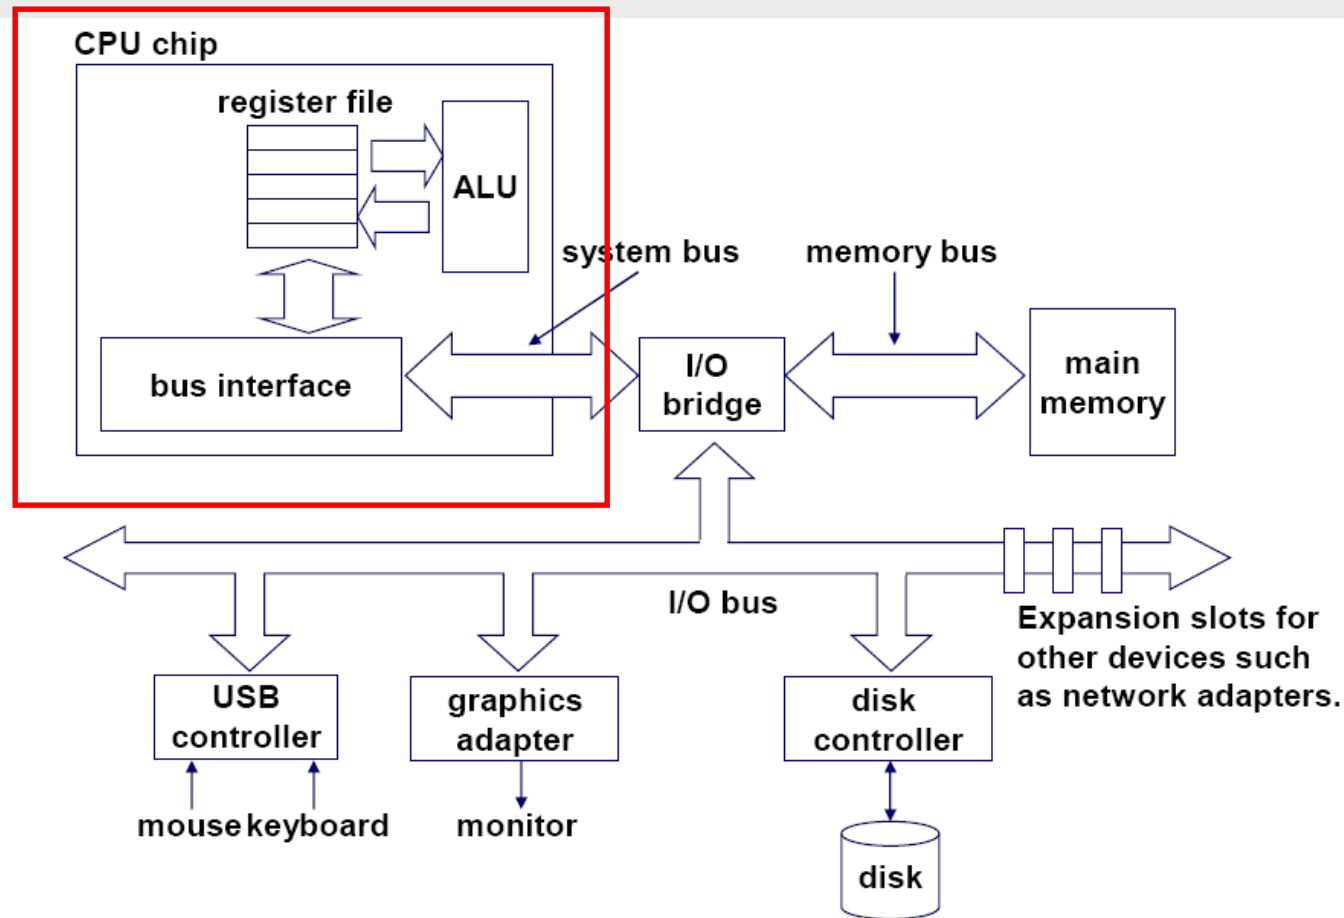 CPU chip
register file
ALU
system bus
memory bus
bus interface
I/O
bridge
main
memory
I/O bus
Expansion slots for
other devices such
as network adapters.
USB
controller
graphics
adapter
disk
controller
mouse keyboard
monitor
disk